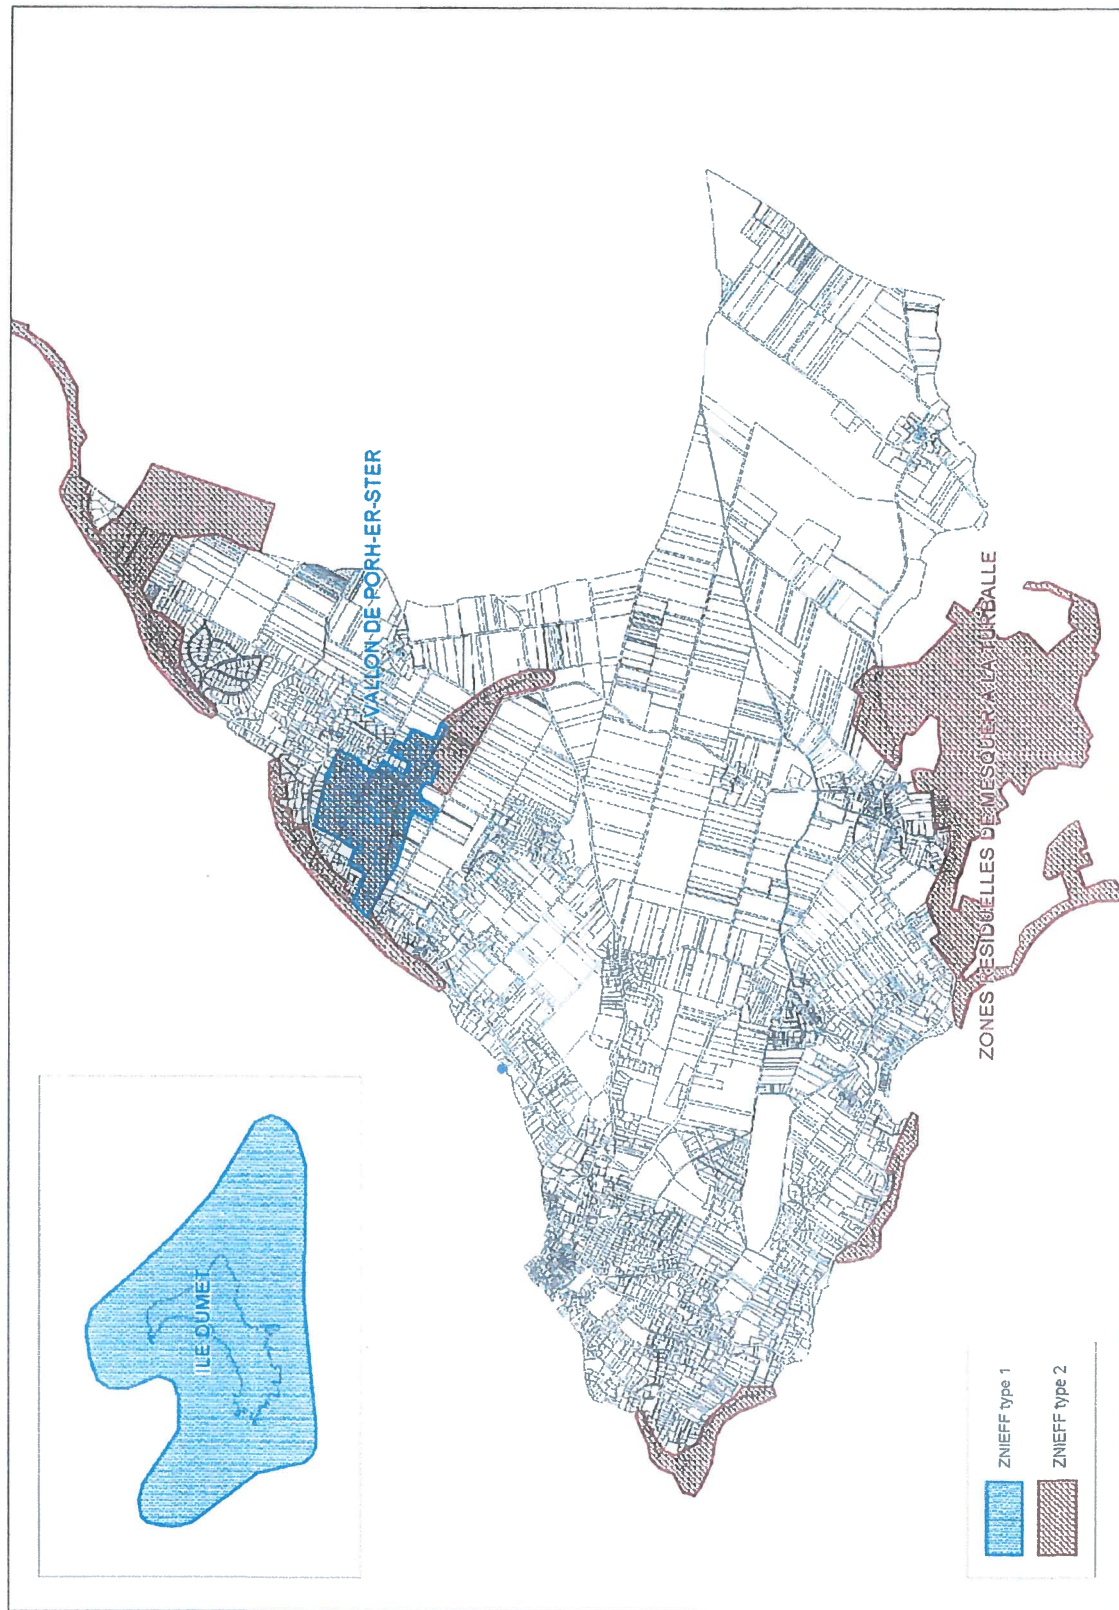 ILE DUMET
VALLON DE PORH-ER-STER
ZONES RESIDUELLES DE MESQUER A LA TURBALLE
ZNIEFF type 1
ZNIEFF type 2